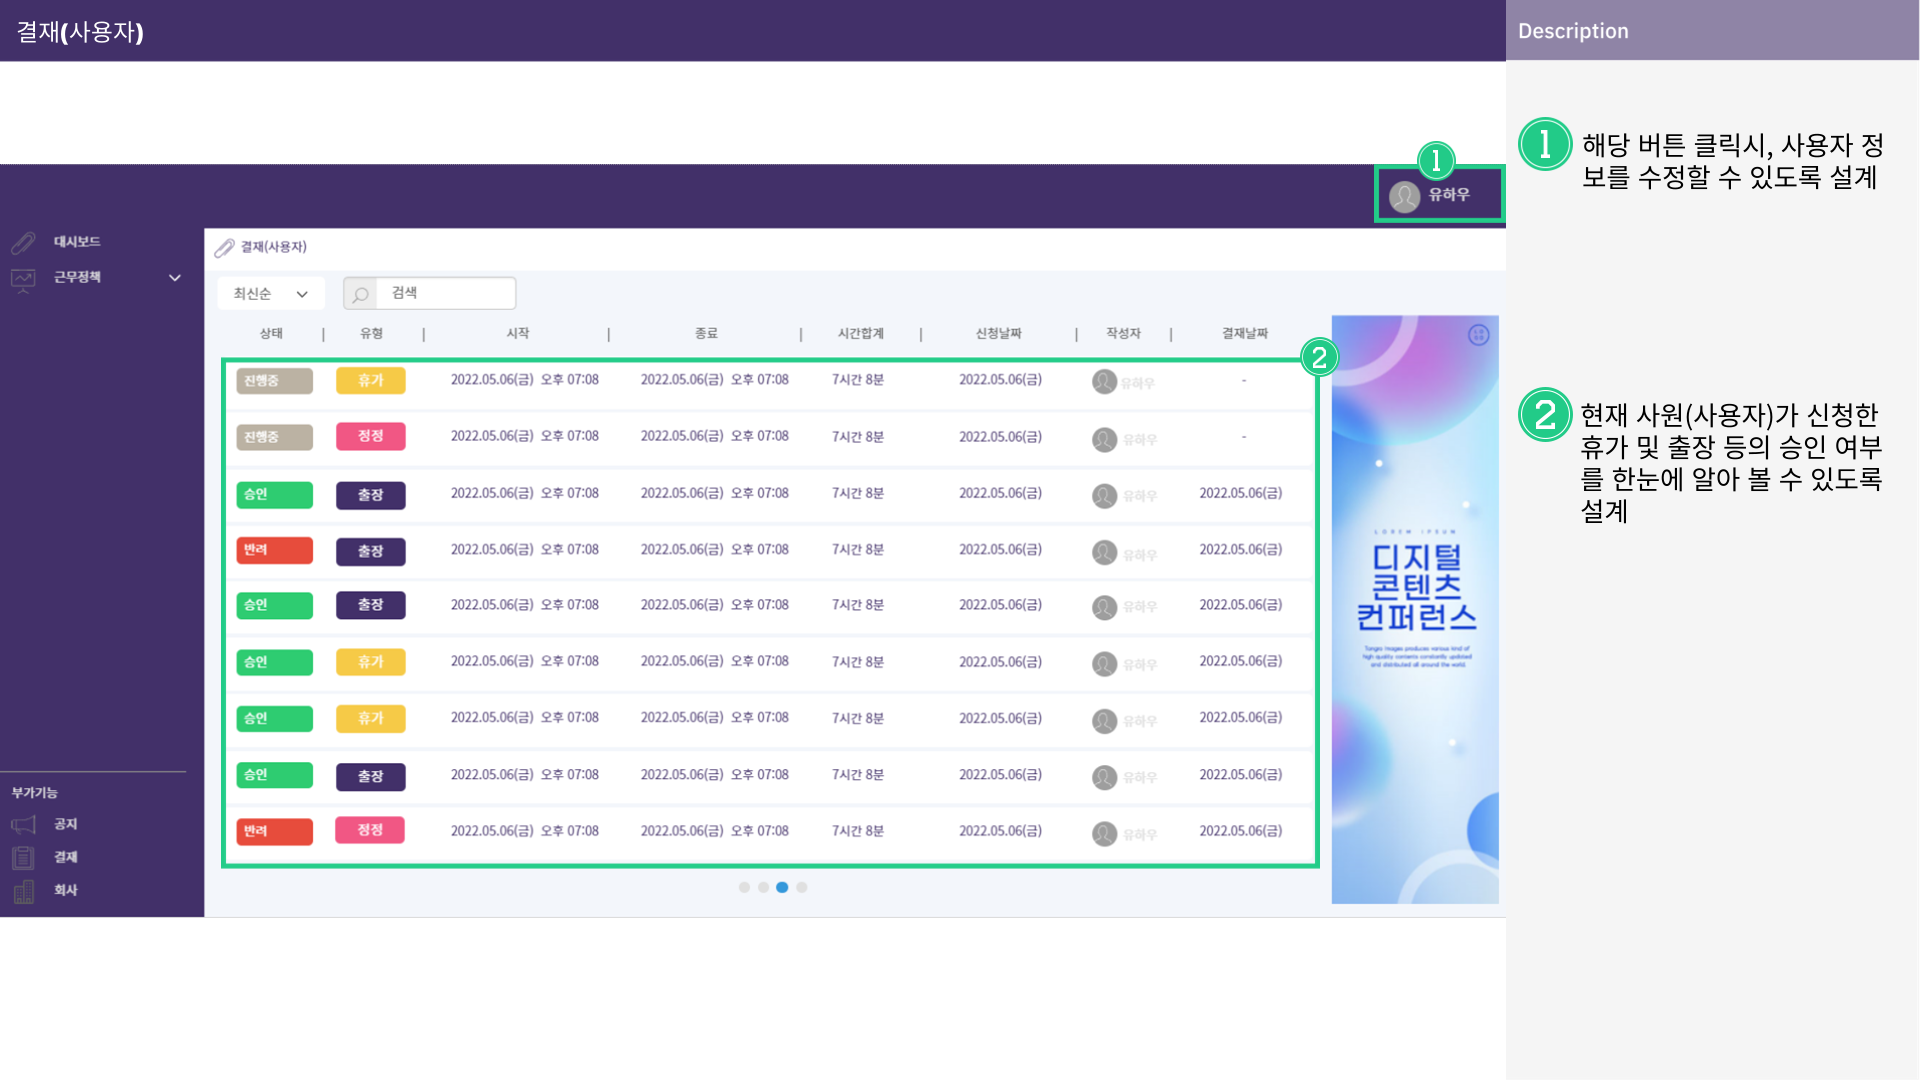 결재(사용자)
Description
1
해당 버튼 클릭시, 사용자 정
보를 수정할 수 있도록 설계
2
현재 사원(사용자)가 신청한
휴가 및 출장 등의 승인 여부
를 한눈에 알아 볼 수 있도록
설계
1
유하우
대시보드
근무정책
부가기능
공지
결재
회사
결재(사용자)
최신순 검색
상태 | 유형 | 시작 | 종료 | 시간합계 | 신청날짜 | 작성자 | 결재날짜
2
진행중 휴가 2022.05.06(금) 오후 07:08 2022.05.06(금) 오후 07:08 7시간 8분 2022.05.06(금) 유하우 -
진행중 정정 2022.05.06(금) 오후 07:08 2022.05.06(금) 오후 07:08 7시간 8분 2022.05.06(금) 유하우 -
승인 출장 2022.05.06(금) 오후 07:08 2022.05.06(금) 오후 07:08 7시간 8분 2022.05.06(금) 유하우 2022.05.06(금)
반려 출장 2022.05.06(금) 오후 07:08 2022.05.06(금) 오후 07:08 7시간 8분 2022.05.06(금) 유하우 2022.05.06(금)
승인 출장 2022.05.06(금) 오후 07:08 2022.05.06(금) 오후 07:08 7시간 8분 2022.05.06(금) 유하우 2022.05.06(금)
승인 휴가 2022.05.06(금) 오후 07:08 2022.05.06(금) 오후 07:08 7시간 8분 2022.05.06(금) 유하우 2022.05.06(금)
승인 휴가 2022.05.06(금) 오후 07:08 2022.05.06(금) 오후 07:08 7시간 8분 2022.05.06(금) 유하우 2022.05.06(금)
승인 출장 2022.05.06(금) 오후 07:08 2022.05.06(금) 오후 07:08 7시간 8분 2022.05.06(금) 유하우 2022.05.06(금)
반려 정정 2022.05.06(금) 오후 07:08 2022.05.06(금) 오후 07:08 7시간 8분 2022.05.06(금) 유하우 2022.05.06(금)
LOREM IPSUM
디지털
콘텐츠
컨퍼런스
Tongro Images produces various kind of
high quality contents constantly updated
and distributed all around the world.